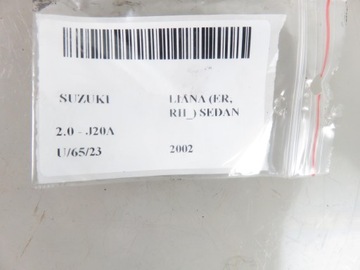 SUZUKI LIANA (ER,
RH_) SEDAN
2.0 - J20A
U/65/23 2002